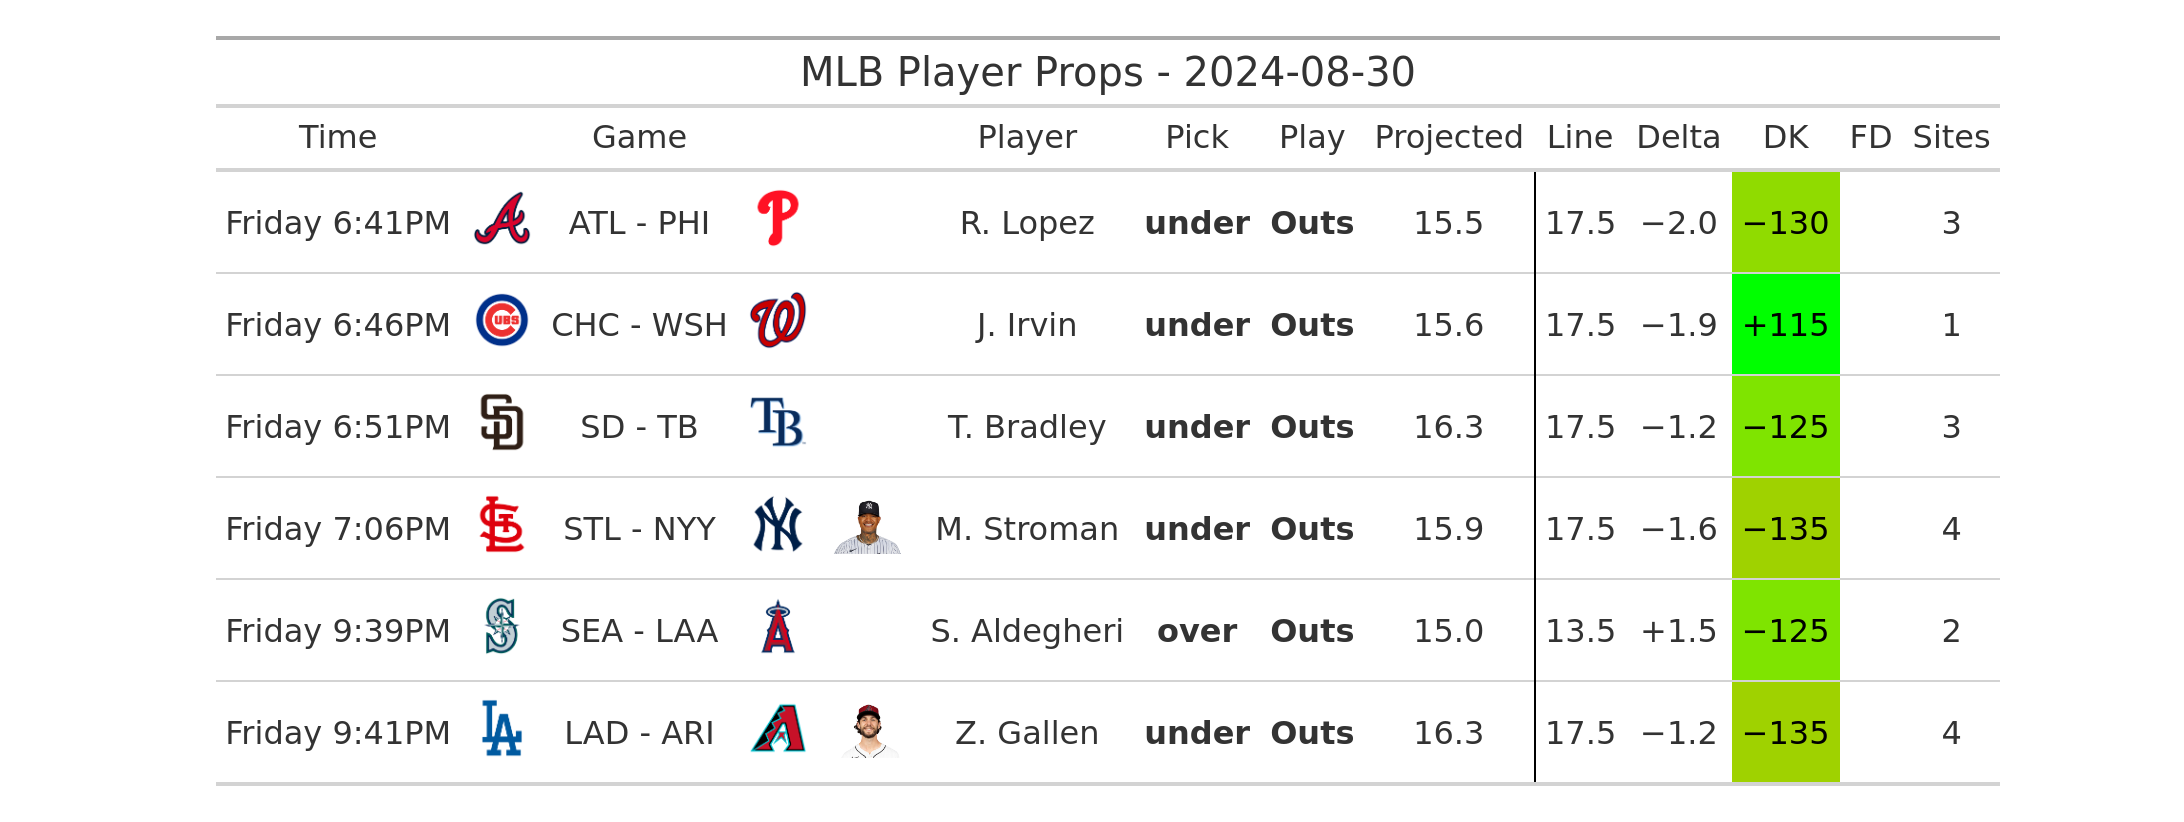 MLB Player Props - 2024-08-30
Time Game Player Pick Play Projected Line Delta DK FD Sites
Friday 6:41PM ATL - PHI R. Lopez under Outs 15.5 17.5 −2.0 −130 3
Friday 6:46PM CHC - WSH J. Irvin under Outs 15.6 17.5 −1.9 +115 1
Friday 6:51PM SD - TB T. Bradley under Outs 16.3 17.5 −1.2 −125 3
Friday 7:06PM STL - NYY M. Stroman under Outs 15.9 17.5 −1.6 −135 4
Friday 9:39PM SEA - LAA S. Aldegheri over Outs 15.0 13.5 +1.5 −125 2
Friday 9:41PM LAD - ARI Z. Gallen under Outs 16.3 17.5 −1.2 −135 4